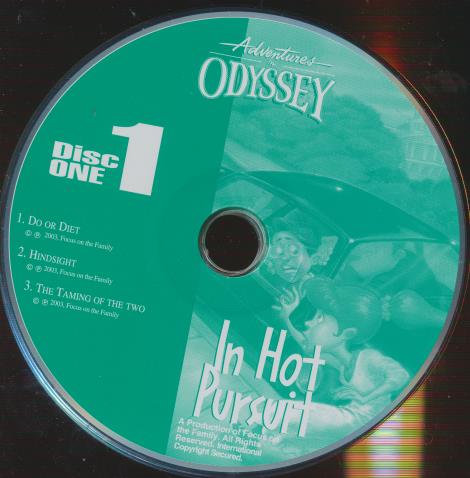 Adventures
in
ODYSSEY
Disc
ONE 1
1. DO OR DIET
© ℗ 2003, Focus on the Family
2. HINDSIGHT
© ℗ 2003, Focus on the Family
3. THE TAMING OF THE TWO
© ℗ 2003, Focus on the Family
In Hot
Pursuit
A Production of Focus on
the Family. All Rights
Reserved. International
Copyright Secured.